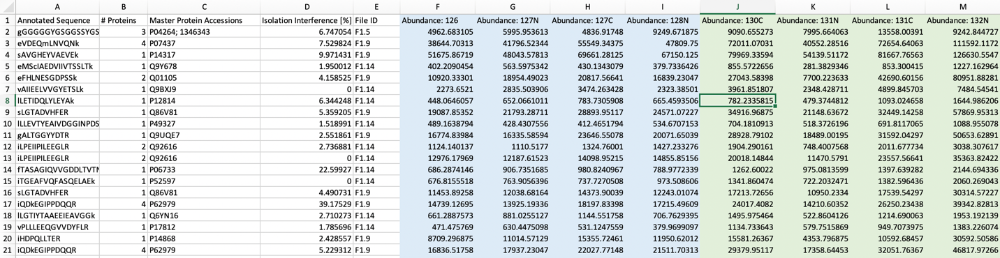 A B C D E F G H I J K L M
1 Annotated Sequence # Proteins Master Protein Accessions Isolation Interference [%] File ID Abundance: 126 Abundance: 127N Abundance: 127C Abundance: 128N Abundance: 130C Abundance: 131N Abundance: 131C Abundance: 132N
2 gGGGGGYGSGGSSYGS 3 P04264; 1346343 6.747054 F1.5 4962.683105 5995.953613 4836.91748 9249.671875 9090.655273 7995.664063 13558.00391 9242.844727
3 eVDEQmLNVQNk 4 P07437 7.529824 F1.9 38644.70313 41796.52344 55549.34375 47809.75 72011.07031 40552.28516 72654.64063 111592.1172
4 sAVGHEYVAEVEk 1 P14317 9.971431 F1.9 51675.86719 48043.57813 69661.28125 67150.125 79969.33594 54139.51172 81667.76563 126630.5547
5 eMScIAEDVIIVTSSLTk 1 Q9Y678 1.950012 F1.14 402.2090454 563.5975342 430.1343079 379.7336426 855.5722656 281.3829346 853.300415 1227.162964
6 eFHLNESGDPSSk 2 Q01105 4.158525 F1.9 10920.33301 18954.49023 20817.56641 16839.23047 27043.58398 7700.223633 42690.60156 80951.88281
7 vAIIEELVVGYETSLk 1 Q9BXJ9 0 F1.14 2273.6521 2835.503906 3474.263428 2323.38501 3961.851807 2348.428711 4899.845703 7484.54541
8 lLETIDQLYLEYAk 1 P12814 6.344248 F1.14 448.0646057 652.0661011 783.7305908 665.4593506 782.2335815 479.3744812 1093.024658 1644.986206
9 sLGTADVHFER 1 Q86V81 5.359205 F1.9 19087.85352 21793.28711 28893.95117 24571.07227 34916.96875 21148.63672 32449.14258 57869.95313
10 lLLEVTYEAIVDGGINPDS 1 P49327 1.518991 F1.14 489.1638794 428.4307556 412.4651794 534.6707153 704.1810913 518.3726196 691.8117065 1088.955078
11 gALTGGYYDTR 1 Q9UQE7 2.551861 F1.9 16774.83984 16335.58594 23646.55078 20071.65039 28928.79102 18489.00195 31592.04297 50653.62891
12 iLPEIIPILEEGLR 2 Q92616 2.736881 F1.14 1124.140137 1110.5177 1324.76001 1427.233276 1904.290161 748.4007568 2011.677734 3038.307617
13 iLPEIIPILEEGLR 2 Q92616 0 F1.14 12976.17969 12187.61523 14098.95215 14855.85156 20018.14844 11470.5791 23557.56641 35363.82422
14 fTASAGIQVVGDDLTVTN 1 P06733 22.59927 F1.14 686.2874146 906.7351685 980.8240967 788.9772339 1262.60022 975.0813599 1397.639282 2144.694336
15 iTGEAFVQFASQELAEk 1 P52597 0 F1.14 676.8155518 763.9056396 737.7270508 973.508606 1341.860474 722.2032471 1382.596436 2060.269043
16 sLGTADVHFER 1 Q86V81 4.490731 F1.9 11453.89258 12038.68164 14373.90039 12243.01074 17213.72656 10950.2334 17539.54297 30314.57227
17 iQDkEGIPPDQQR 4 P62979 39.17529 F1.9 14739.12695 13925.19336 18197.83398 17215.49609 24017.4082 14210.60352 26250.23438 39342.82813
18 lLGTIYTAAEEIEAVGGk 1 Q6YN16 2.710273 F1.14 661.2887573 881.0255127 1144.551758 706.7629395 1495.975464 522.8604126 1214.690063 1953.192139
19 vPLLLEEQGVVDYFLR 1 P17812 1.785696 F1.14 471.475769 630.4475098 531.1247559 379.9699097 1134.733643 579.7515869 949.7073975 1383.226074
20 iHDPQLLTER 1 P14868 2.428557 F1.9 8709.296875 11014.57129 15355.72461 11950.62012 15581.26367 4353.796875 10592.68457 30592.50586
21 iQDkEGIPPDQQR 4 P62979 5.229312 F1.9 16836.51758 17937.23047 22027.77148 21511.70313 29379.95117 17358.64453 32051.76367 46817.97266